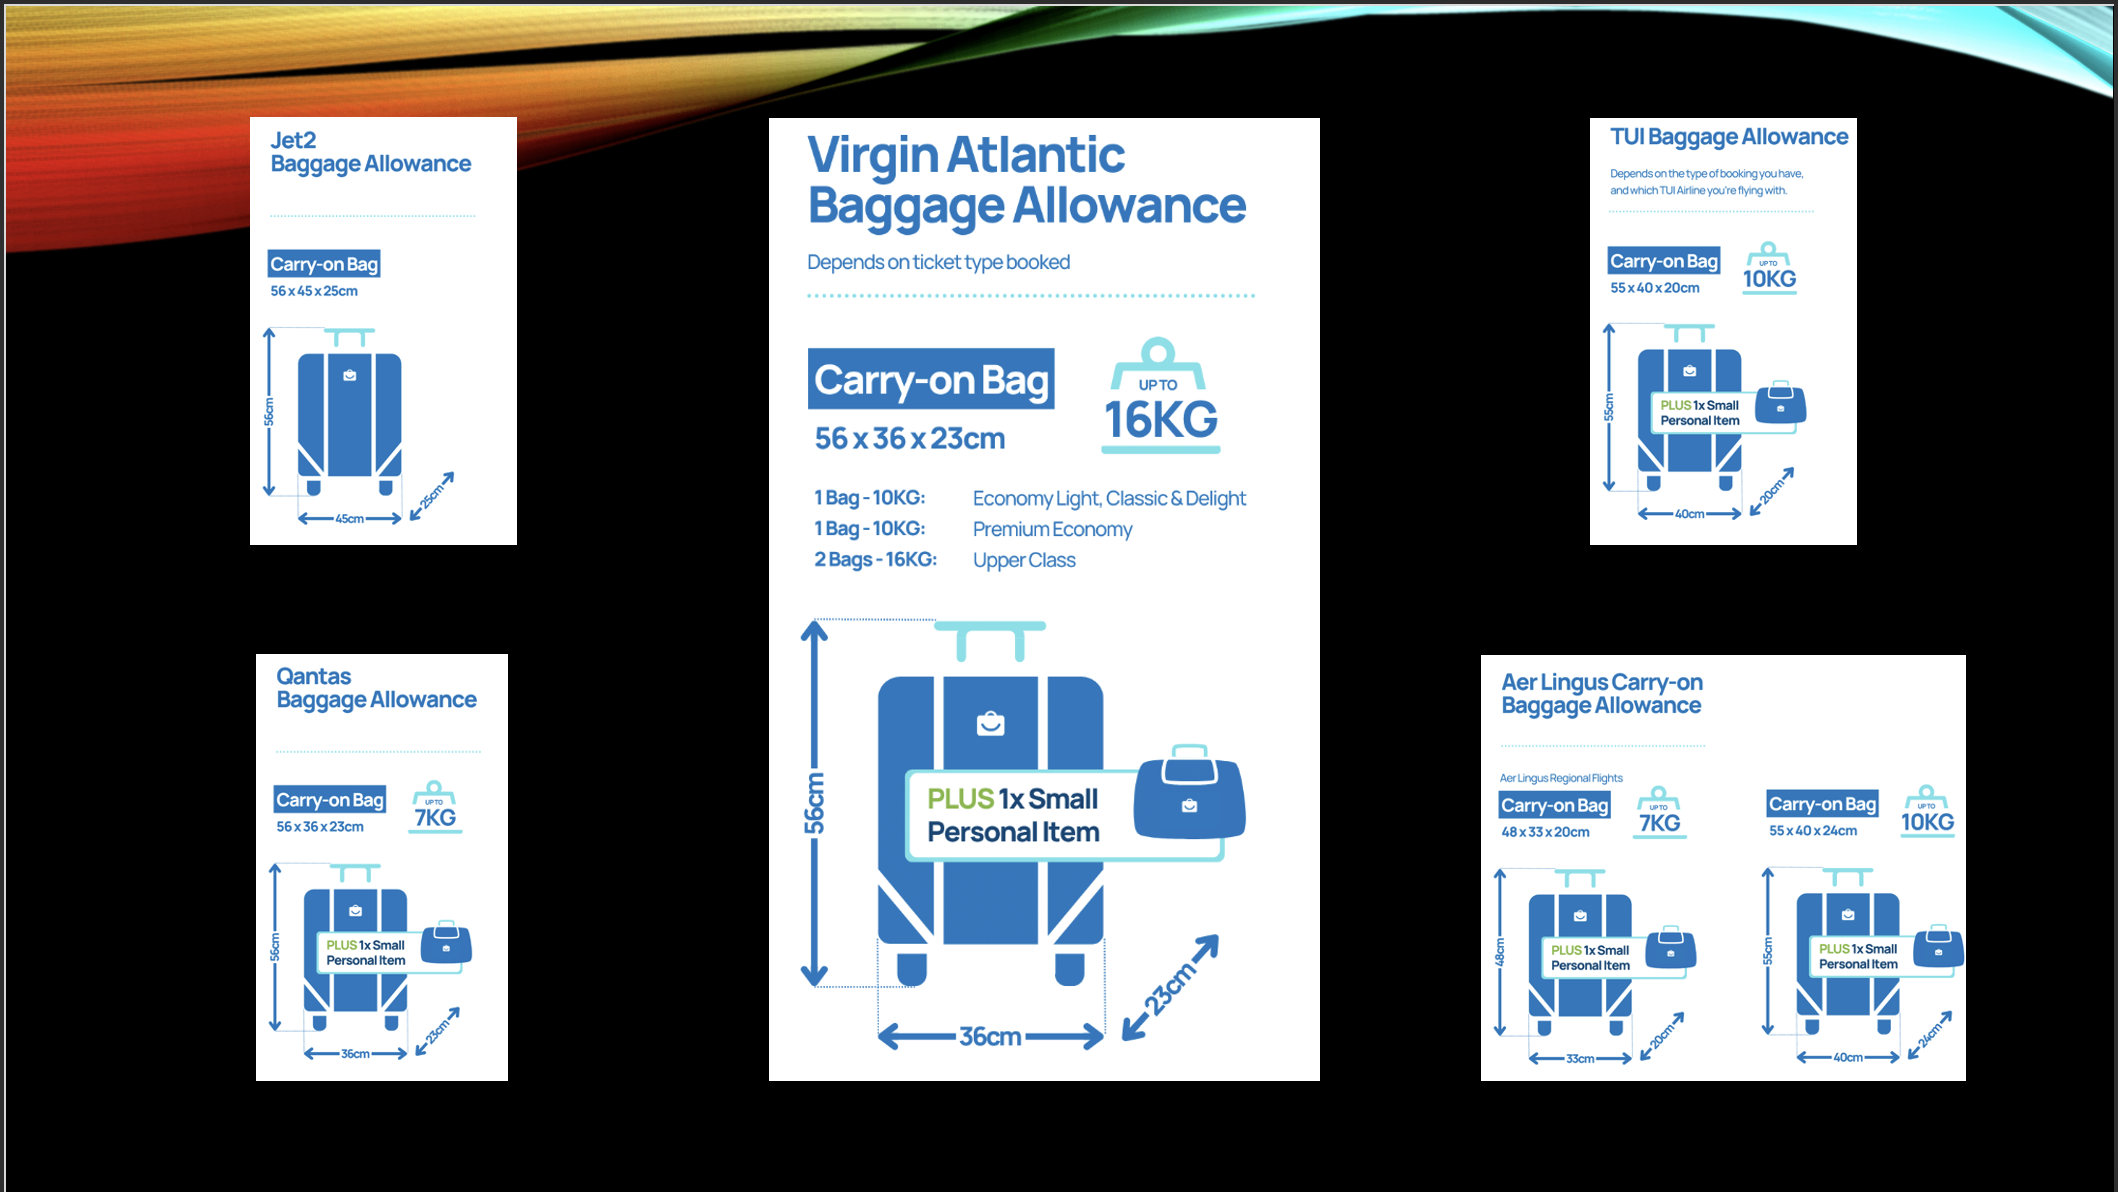 Jet2
Baggage Allowance
Carry-on Bag
56 x 45 x 25cm
56cm
45cm
25cm
Virgin Atlantic
Baggage Allowance
Depends on ticket type booked
Carry-on Bag
UP TO
16KG
56 x 36 x 23cm
1 Bag - 10KG: Economy Light, Classic & Delight
1 Bag - 10KG: Premium Economy
2 Bags - 16KG: Upper Class
56cm
PLUS 1x Small
Personal Item
36cm
23cm
TUI Baggage Allowance
Depends on the type of booking you have,
and which TUI Airline you're flying with.
Carry-on Bag
UP TO
10KG
55 x 40 x 20cm
55cm
PLUS 1x Small
Personal Item
40cm
20cm
Qantas
Baggage Allowance
Carry-on Bag
UP TO
7KG
56 x 36 x 23cm
56cm
PLUS 1x Small
Personal Item
36cm
23cm
Aer Lingus Carry-on
Baggage Allowance
Aer Lingus Regional Flights
Carry-on Bag
UP TO
7KG
48 x 33 x 20cm
48cm
PLUS 1x Small
Personal Item
33cm
20cm
Carry-on Bag
UP TO
10KG
55 x 40 x 24cm
55cm
PLUS 1x Small
Personal Item
40cm
24cm